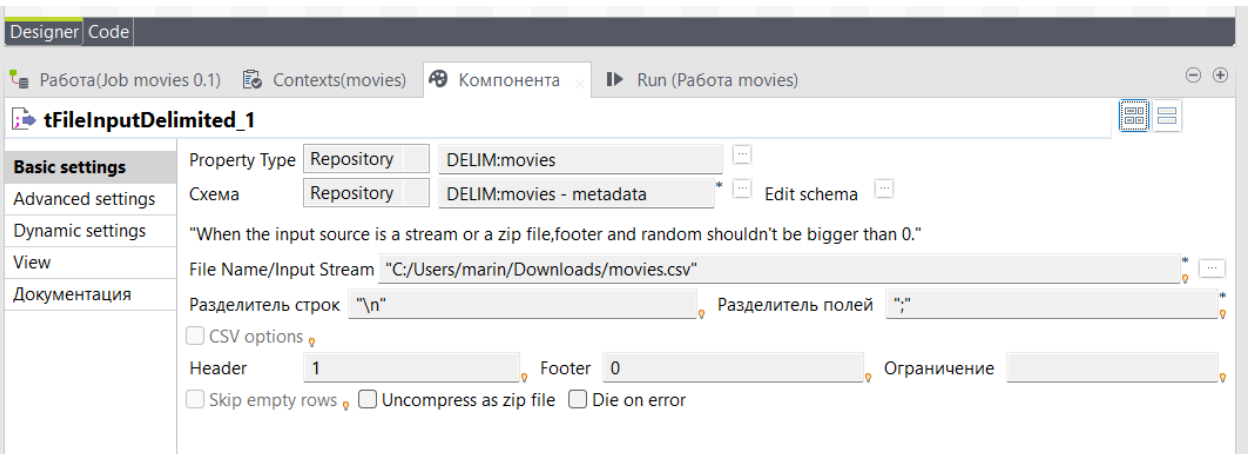 Designer Code
Работа(Job movies 0.1) Contexts(movies) Компонента Run (Работа movies)
tFileInputDelimited_1
Basic settings
Advanced settings
Dynamic settings
View
Документация
Property Type Repository DELIM:movies ...
Схема Repository DELIM:movies - metadata * ... Edit schema ...
"When the input source is a stream or a zip file,footer and random shouldn't be bigger than 0."
File Name/Input Stream "C:/Users/marin/Downloads/movies.csv" * ...
Разделитель строк "\n" Разделитель полей ";" *
CSV options
Header 1 Footer 0 Ограничение
Skip empty rows Uncompress as zip file Die on error